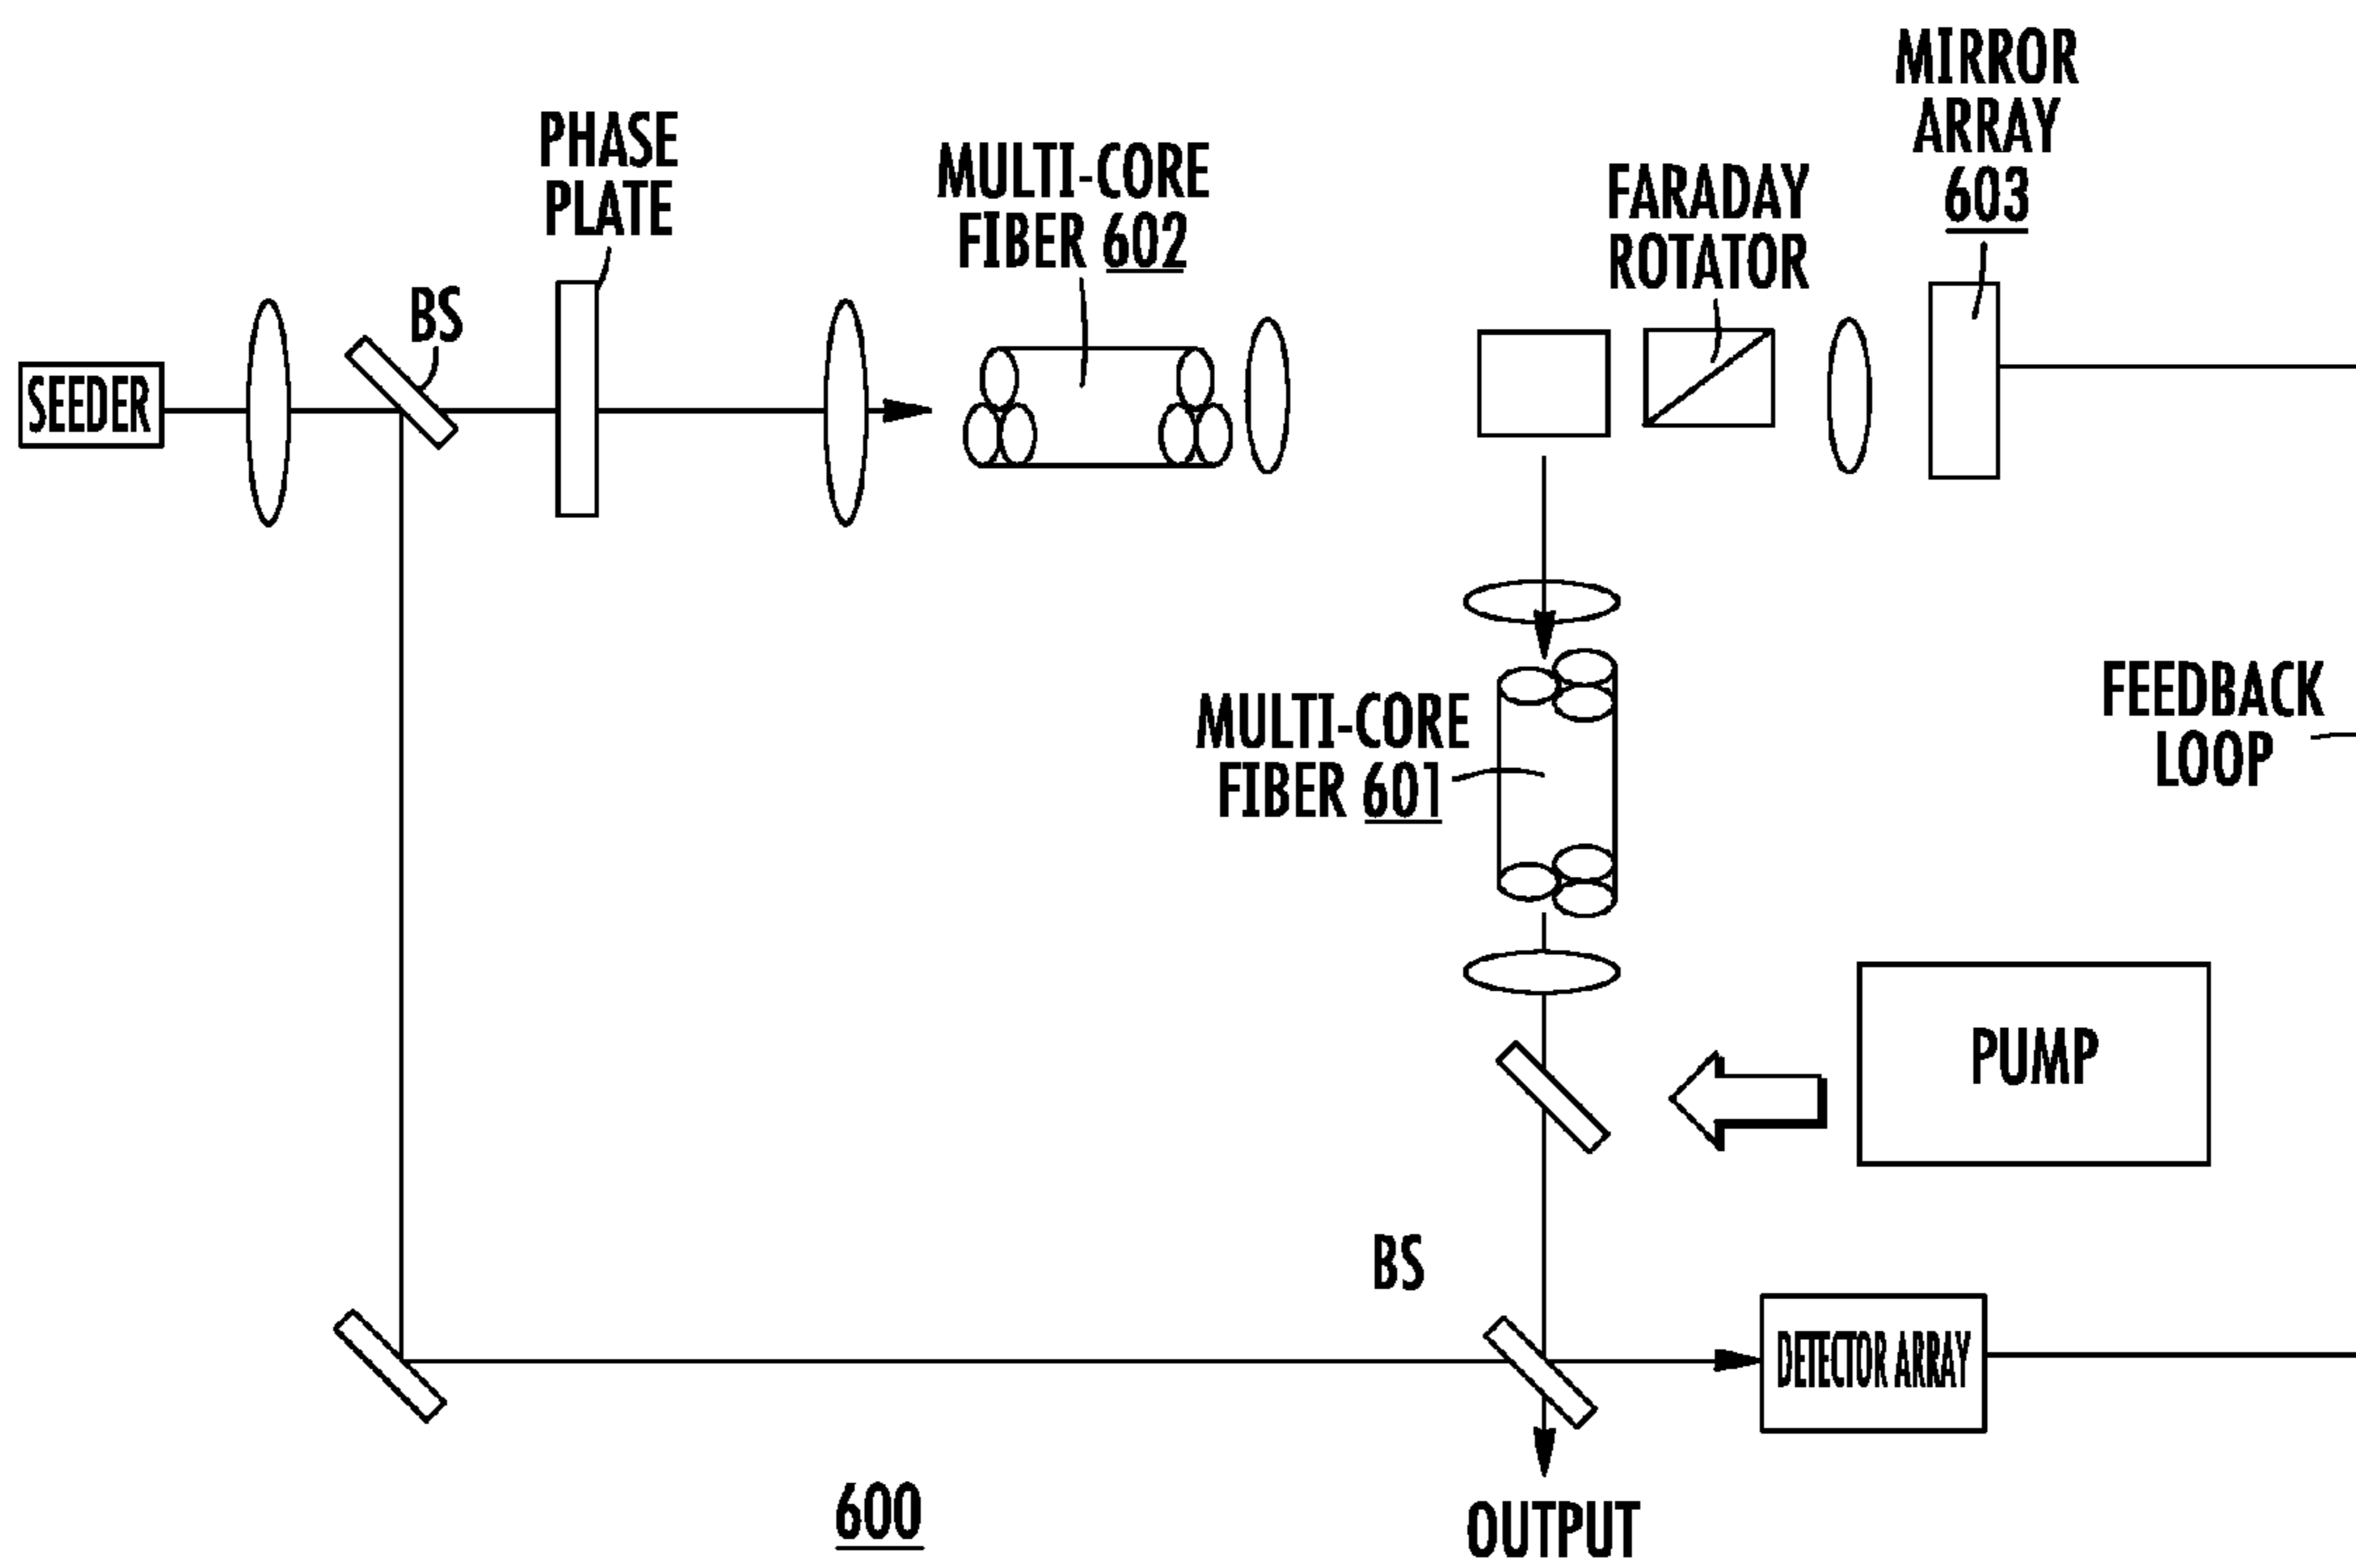 MIRROR
ARRAY
603
PHASE
PLATE
MULTI-CORE
FIBER 602
FARADAY
ROTATOR
BS
SEEDER
MULTI-CORE
FIBER 601
FEEDBACK
LOOP
PUMP
BS
DETECTOR ARRAY
600
OUTPUT